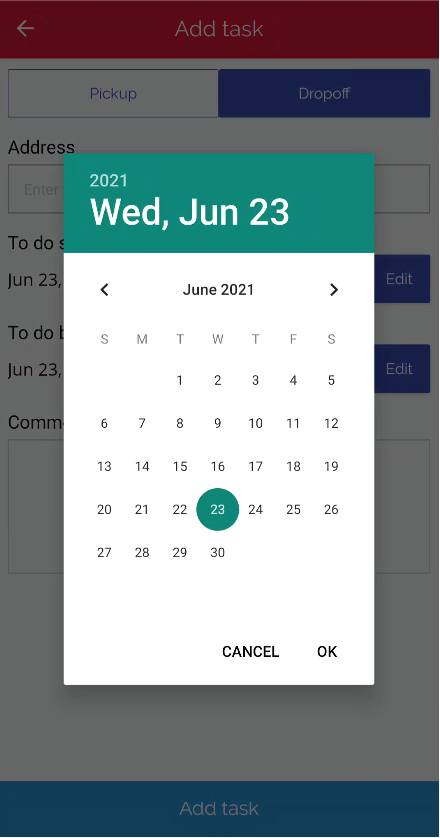 Add task
Pickup Dropoff
Address
Enter
2021
Wed, Jun 23
To do s
Jun 23, Edit
June 2021
S M T W T F S
1 2 3 4 5
6 7 8 9 10 11 12
13 14 15 16 17 18 19
20 21 22 23 24 25 26
27 28 29 30
To do b
Jun 23, Edit
Comm
CANCEL OK
Add task